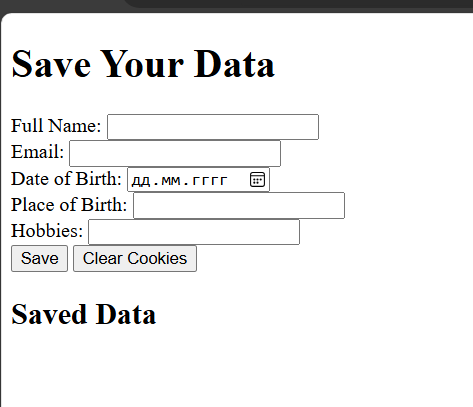 Save Your Data
Full Name:
Email:
Date of Birth: дд.мм.гггг
Place of Birth:
Hobbies:
Save Clear Cookies
Saved Data